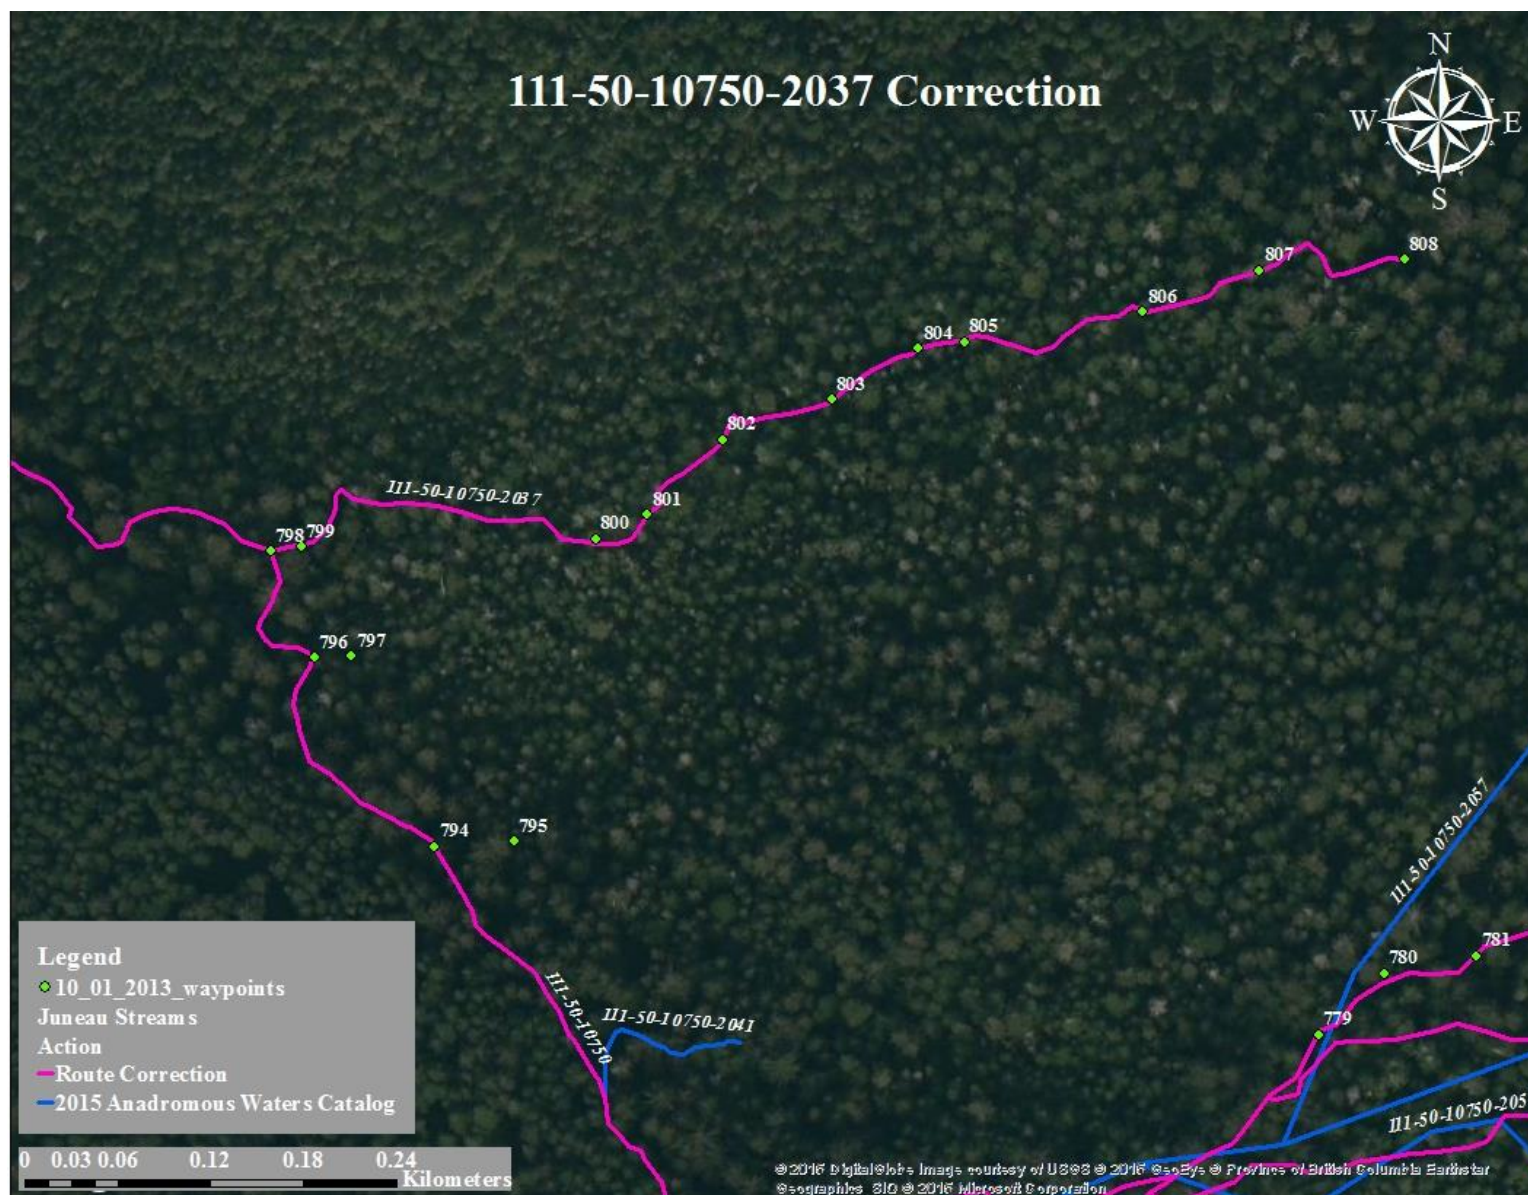 111-50-10750-2037 Correction
N
W E
S
808
807
806
804 805
803
802
111-50-10750-2037
801
800
798 799
796 797
794
795
111-50-10750-2057
781
780
779
111-50-10750
111-50-10750-2041
111-50-10750-205
Legend
10_01_2013_waypoints
Juneau Streams
Action
Route Correction
2015 Anadromous Waters Catalog
0 0.03 0.06 0.12 0.18 0.24
Kilometers
© 2016 DigitalGlobe Image courtesy of USGS © 2016 GeoEye © Province of British Columbia Earthstar
Geographics SIO © 2016 Microsoft Corporation